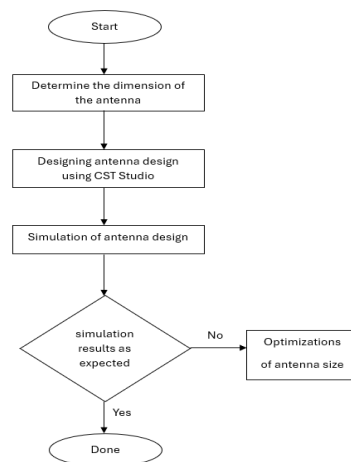 Start
Determine the dimension of
the antenna
Designing antenna design
using CST Studio
Simulation of antenna design
simulation
results as
expected
No
Optimizations
of antenna size
Yes
Done